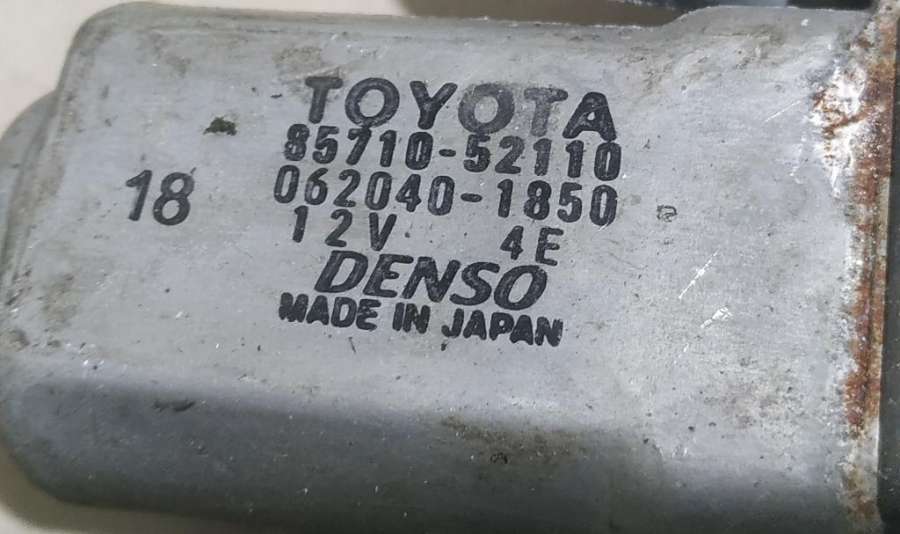 TOYOTA
85710-52110
18
062040-1850
12V 4E
DENSO
MADE IN JAPAN